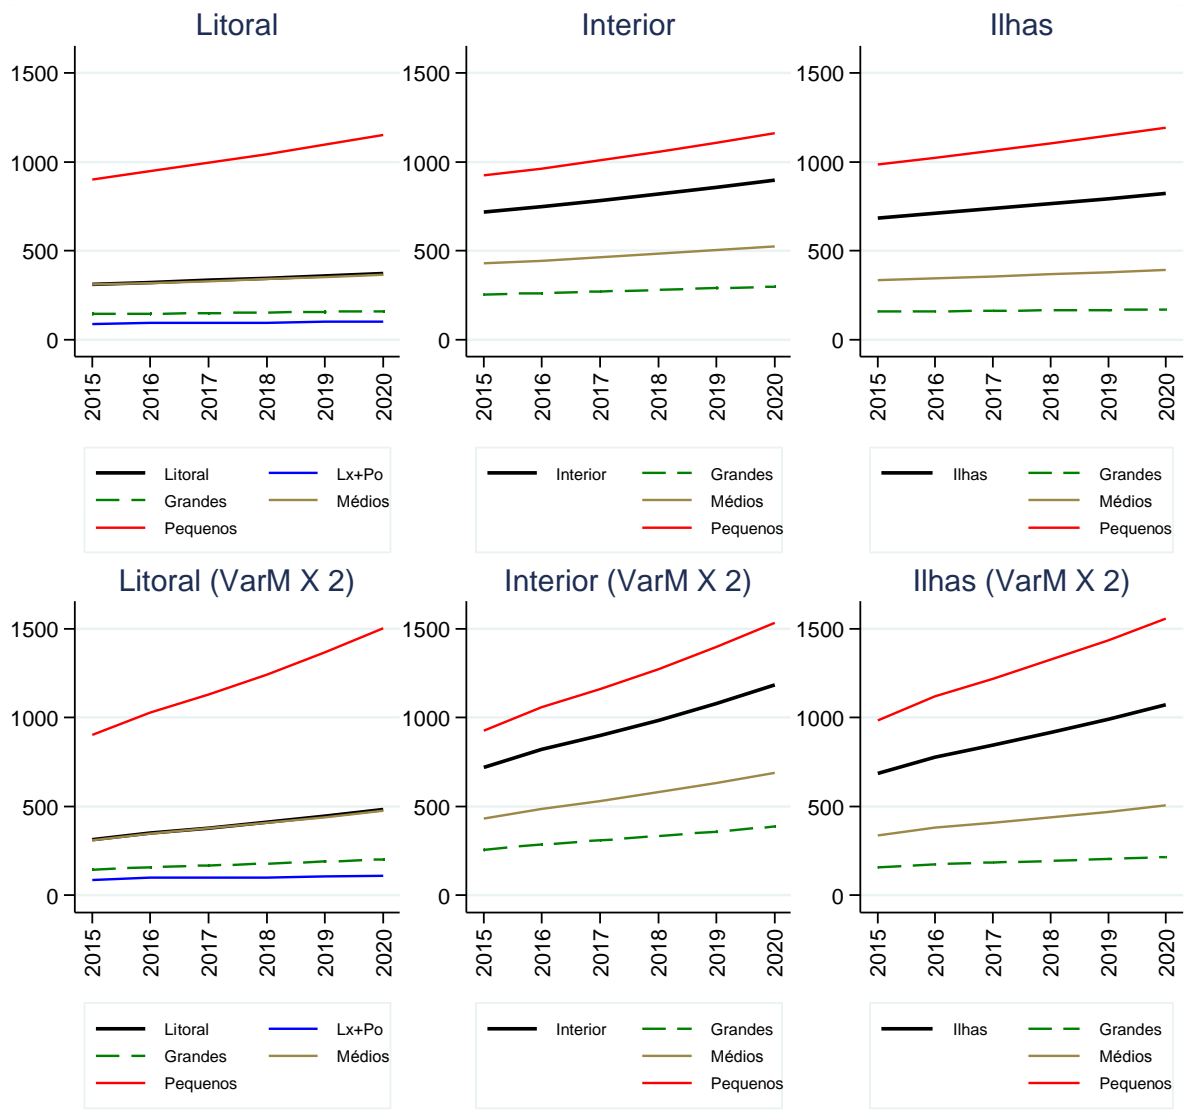 Litoral
Interior
Ilhas
1500
1000
500
0
2015
2016
2017
2018
2019
2020
1500
1000
500
0
2015
2016
2017
2018
2019
2020
1500
1000
500
0
2015
2016
2017
2018
2019
2020
Litoral
Lx+Po
Grandes
Médios
Pequenos
Interior
Grandes
Médios
Pequenos
Ilhas
Grandes
Médios
Pequenos
Litoral (VarM X 2)
Interior (VarM X 2)
Ilhas (VarM X 2)
1500
1000
500
0
2015
2016
2017
2018
2019
2020
1500
1000
500
0
2015
2016
2017
2018
2019
2020
1500
1000
500
0
2015
2016
2017
2018
2019
2020
Litoral
Lx+Po
Grandes
Médios
Pequenos
Interior
Grandes
Médios
Pequenos
Ilhas
Grandes
Médios
Pequenos